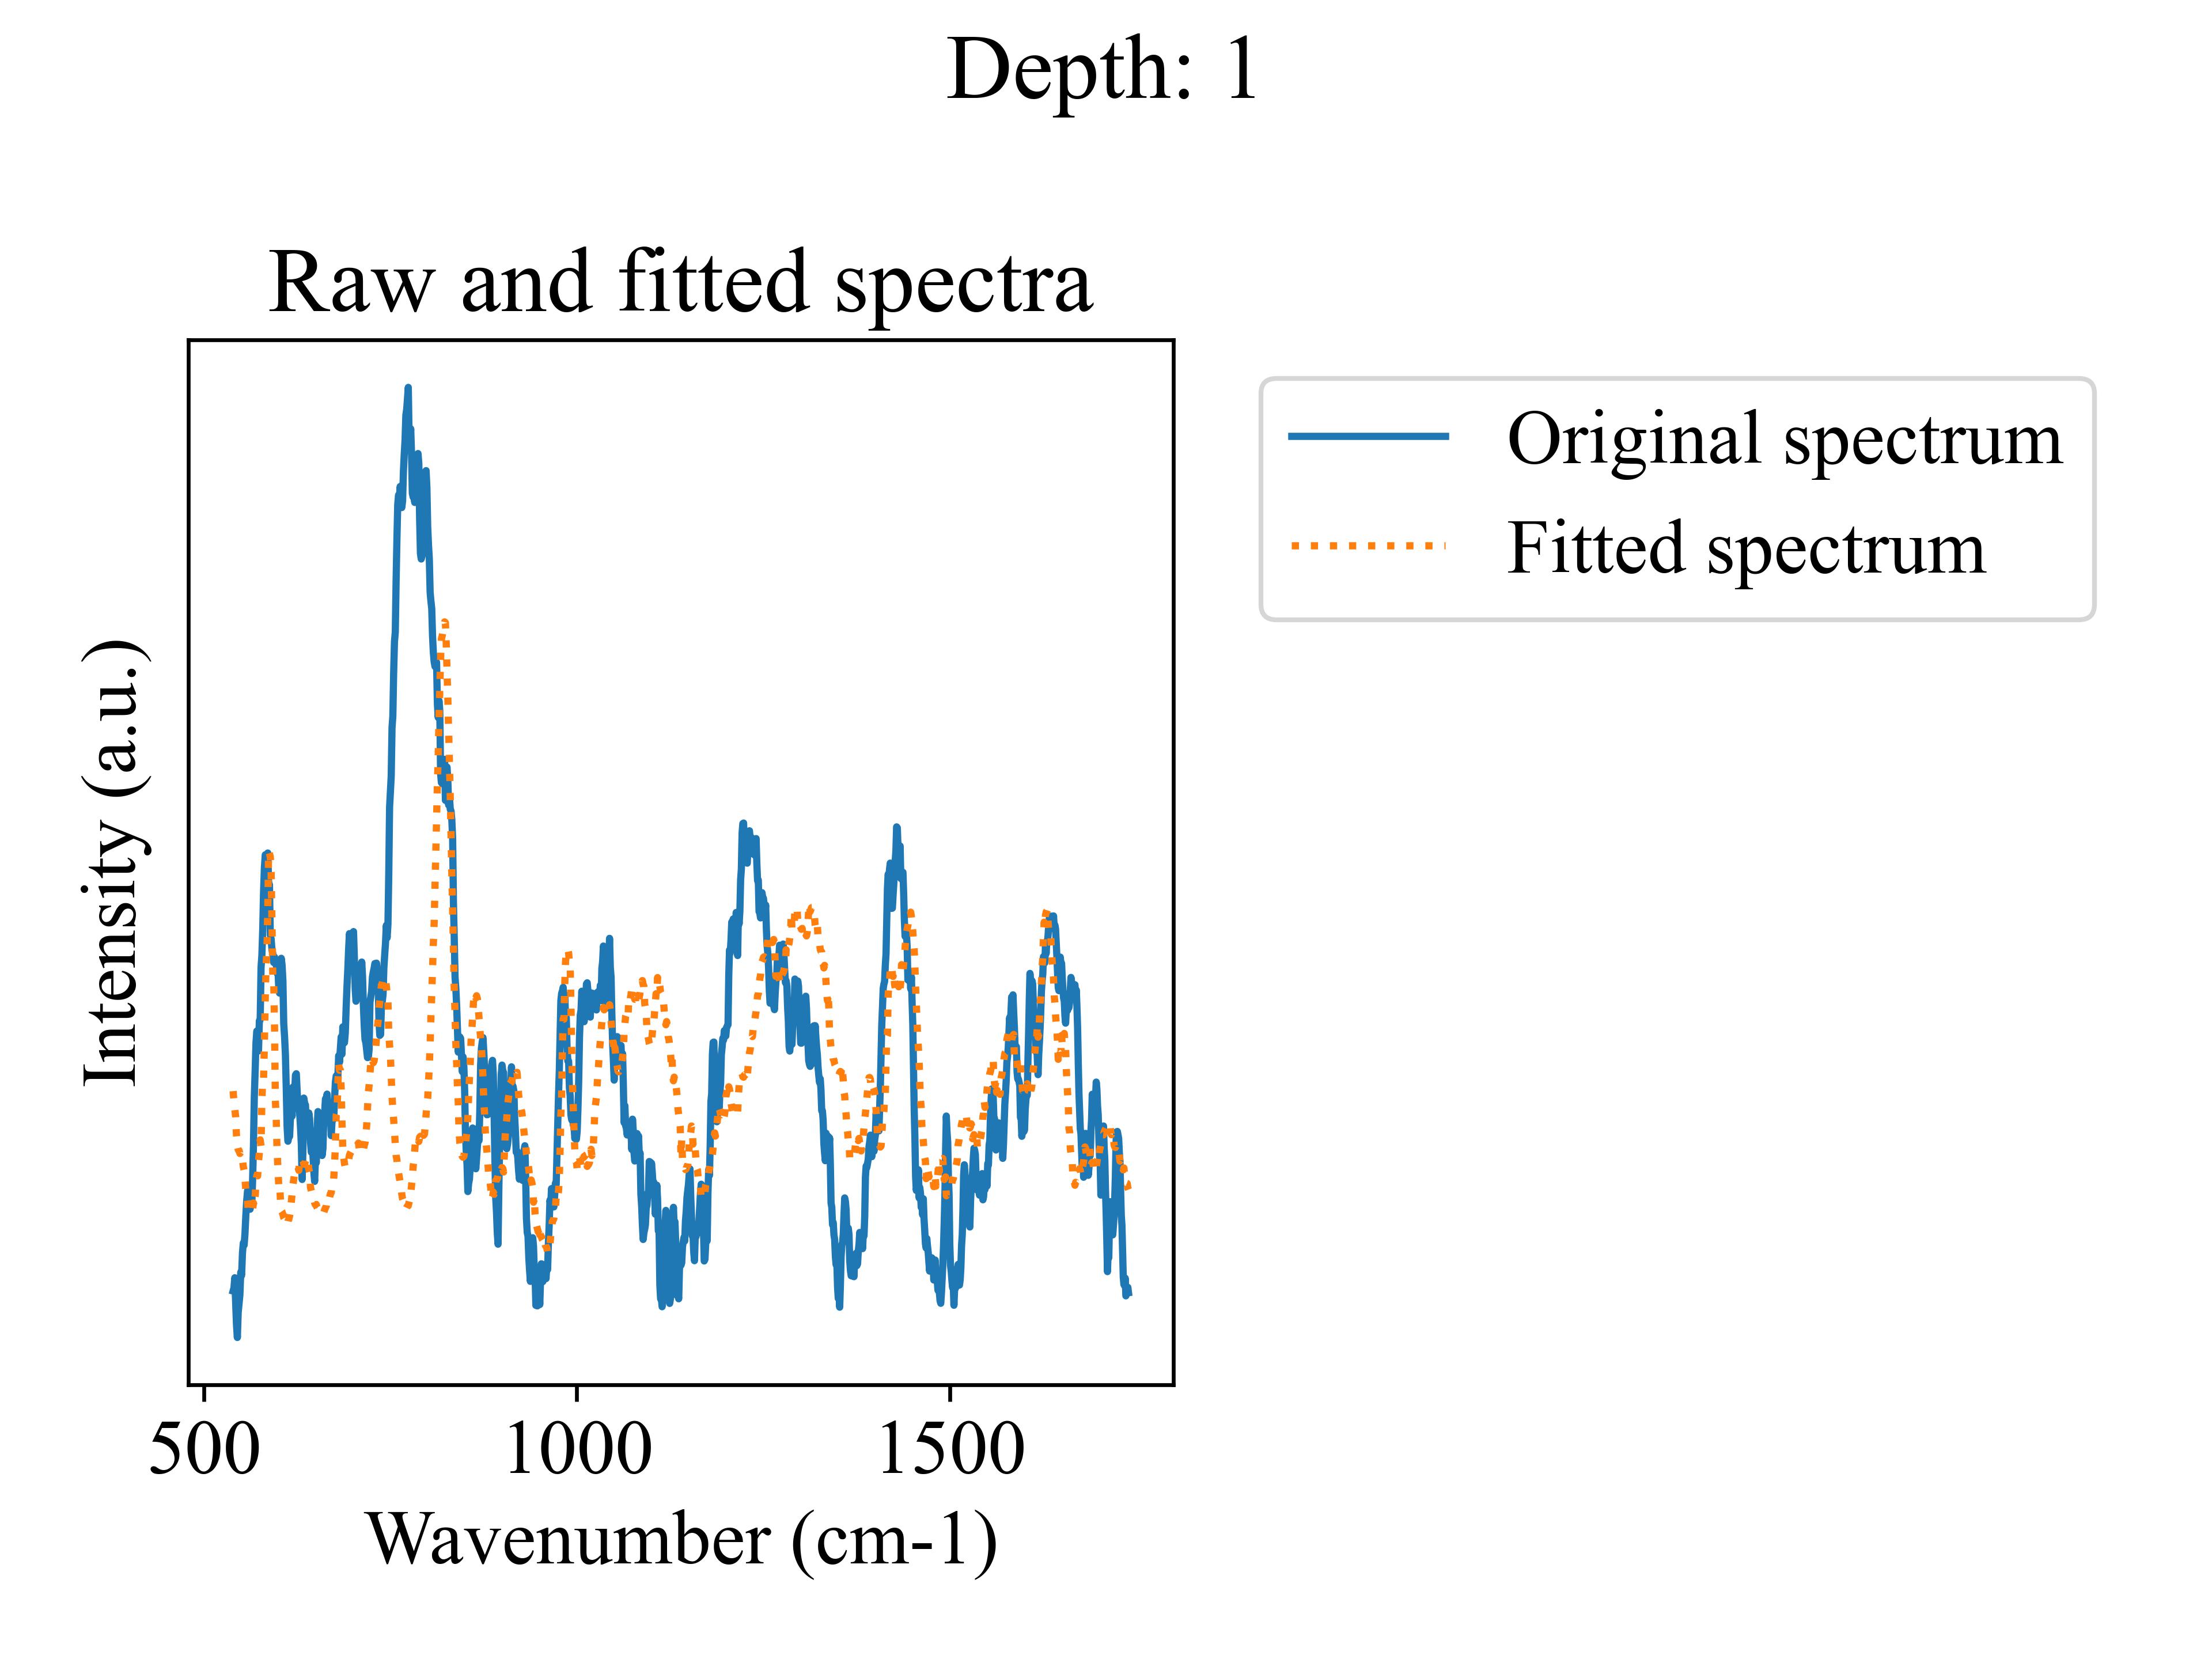 Depth: 1
Raw and fitted spectra
Original spectrum
Fitted spectrum
Intensity (a.u.)
500 1000 1500
Wavenumber (cm-1)